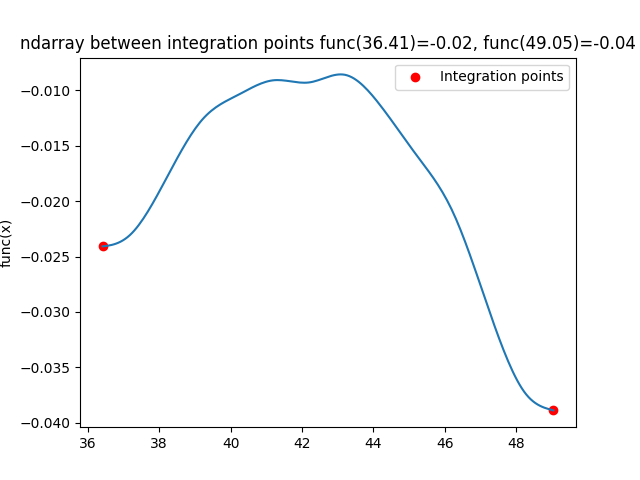 ndarray between integration points func(36.41)=-0.02, func(49.05)=-0.04
Integration points
func(x)
−0.010
−0.015
−0.020
−0.025
−0.030
−0.035
−0.040
36 38 40 42 44 46 48